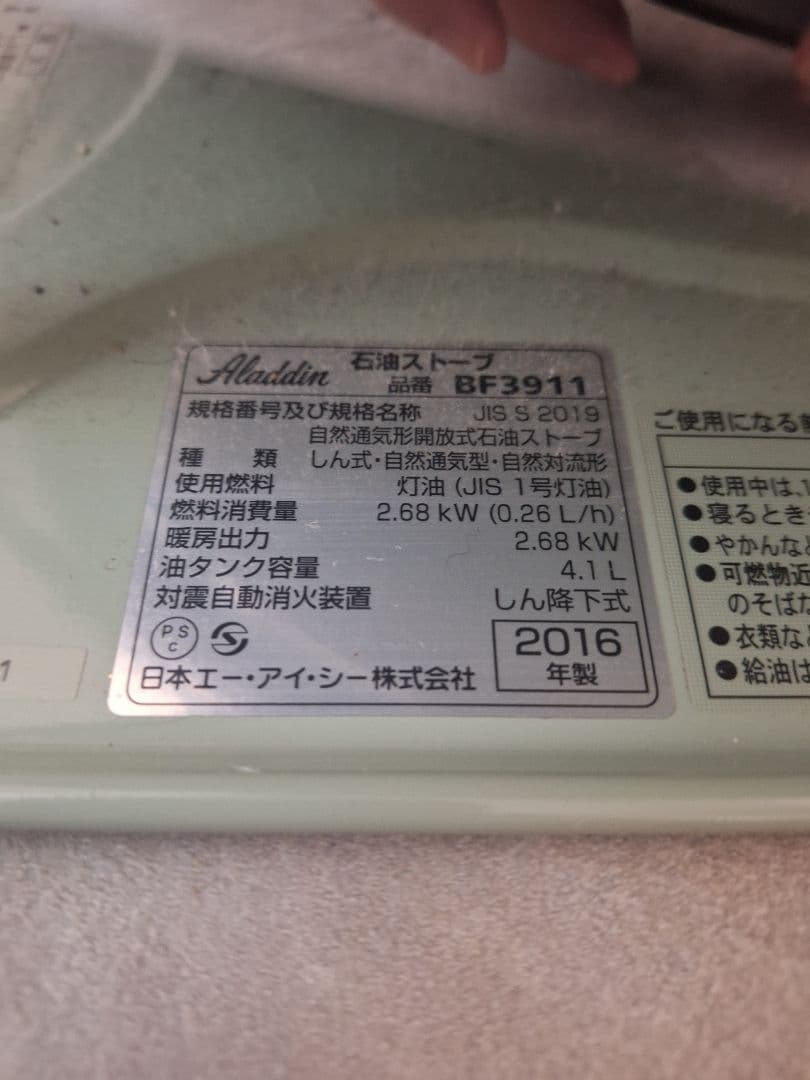 Aladdin 石油ストーブ
品番 BF3911
規格番号及び規格名称 JIS S 2019
自然通気形開放式石油ストーブ
種類 しん式・自然通気型・自然対流形
使用燃料 灯油 (JIS 1号灯油)
燃料消費量 2.68 kW (0.26 L/h)
暖房出力 2.68 kW
油タンク容量 4.1 L
対震自動消火装置 しん降下式
PSC
2016
年製
日本エー・アイ・シー株式会社
ご使用になる
●使用中は、
●寝るとき
●やかんな
●可燃物近
のそば
●衣類な
●給油は
1